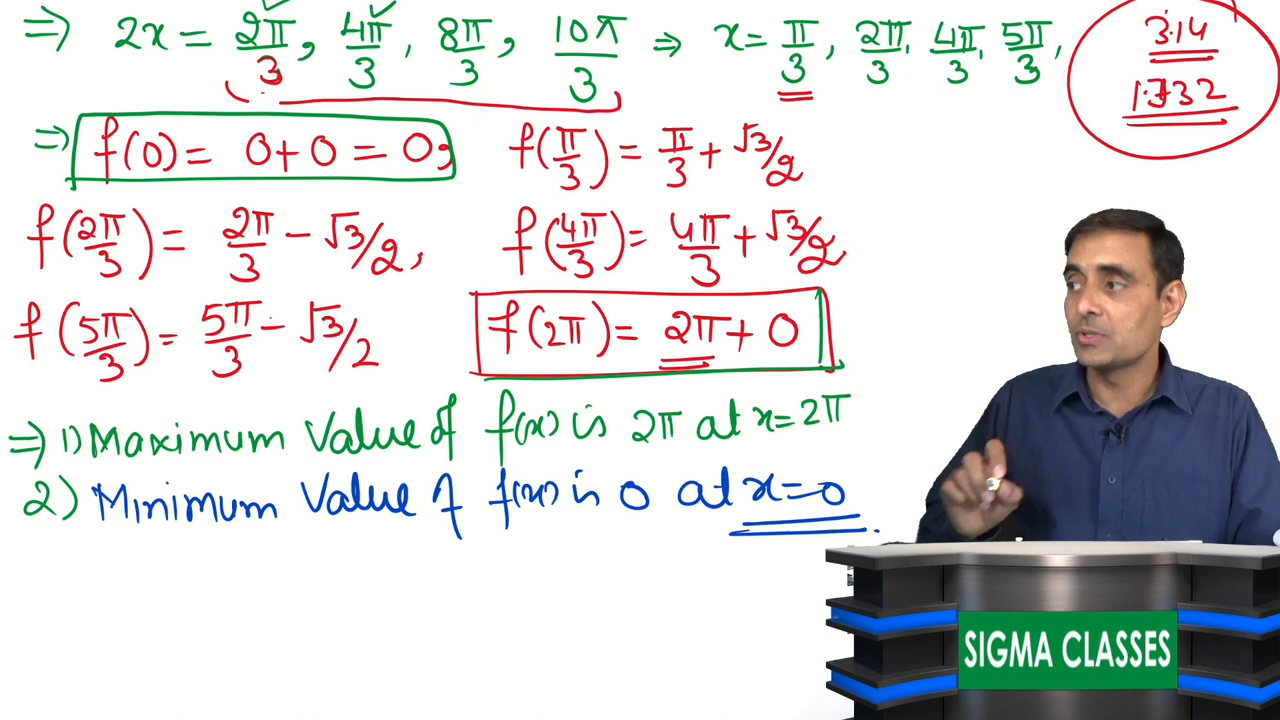 ⇒ 2x = 2π/3, 4π/3, 8π/3, 10π/3 ⇒ x = π/3, 2π/3, 4π/3, 5π/3,
3.14
1.732
⇒ f(0) = 0+0 = 0; f(π/3) = π/3 + √3/2
f(2π/3) = 2π/3 - √3/2, f(4π/3) = 4π/3 + √3/2,
f(5π/3) = 5π/3 - √3/2 f(2π) = 2π + 0
⇒ 1) Maximum Value of f(x) is 2π at x=2π
2) Minimum Value of f(x) is 0 at x=0
SIGMA CLASSES